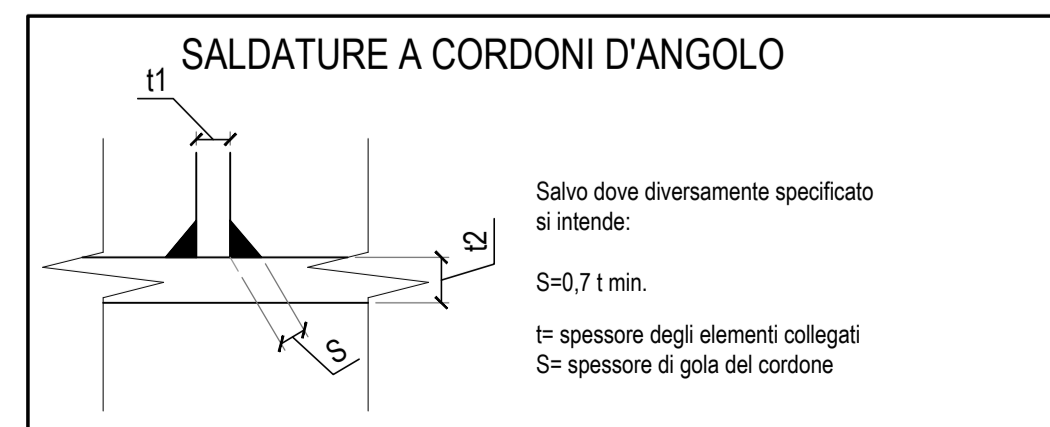 SALDATURE A CORDONI D'ANGOLO
t1
t2
S
Salvo dove diversamente specificato
si intende:
S=0,7 t min.
t= spessore degli elementi collegati
S= spessore di gola del cordone